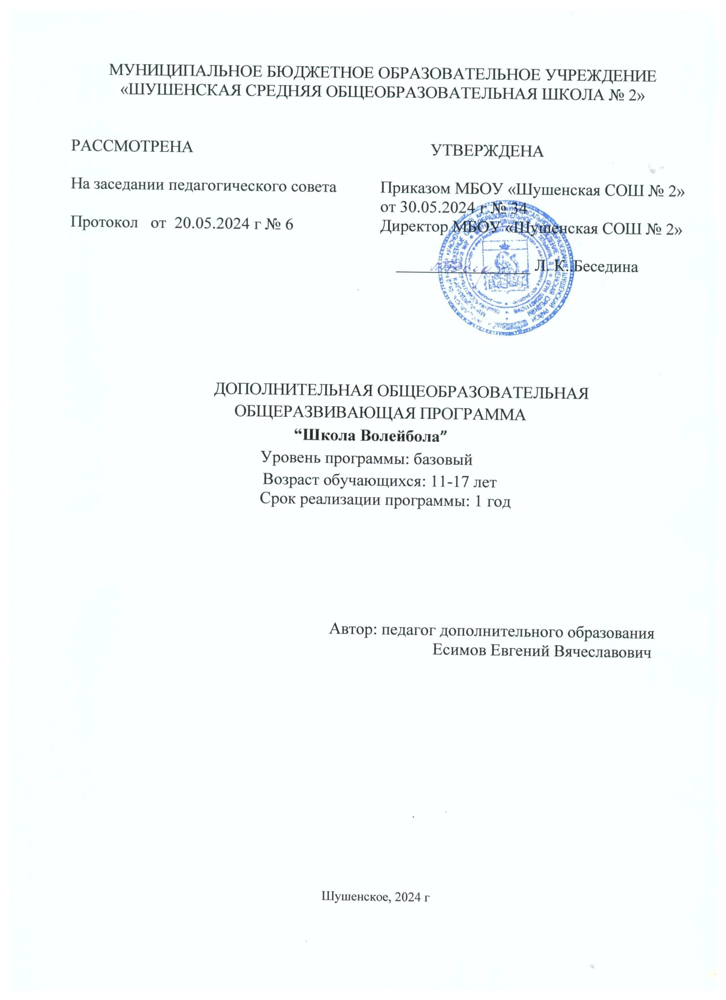 МУНИЦИПАЛЬНОЕ БЮДЖЕТНОЕ ОБРАЗОВАТЕЛЬНОЕ УЧРЕЖДЕНИЕ
«ШУШЕНСКАЯ СРЕДНЯЯ ОБЩЕОБРАЗОВАТЕЛЬНАЯ ШКОЛА № 2»
РАССМОТРЕНА
На заседании педагогического совета
Протокол от 20.05.2024 г № 6
УТВЕРЖДЕНА
Приказом МБОУ «Шушенская СОШ № 2»
от 30.05.2024 г № 34
Директор МБОУ «Шушенская СОШ № 2»
Л. К..Беседина
ДОПОЛНИТЕЛЬНАЯ ОБЩЕОБРАЗОВАТЕЛЬНАЯ
ОБЩЕРАЗВИВАЮЩАЯ ПРОГРАММА
“Школа Волейбола”
Уровень программы: базовый
Возраст обучающихся: 11-17 лет
Срок реализации программы: 1 год
Автор: педагог дополнительного образования
Есимов Евгений Вячеславович
Шушенское, 2024 г